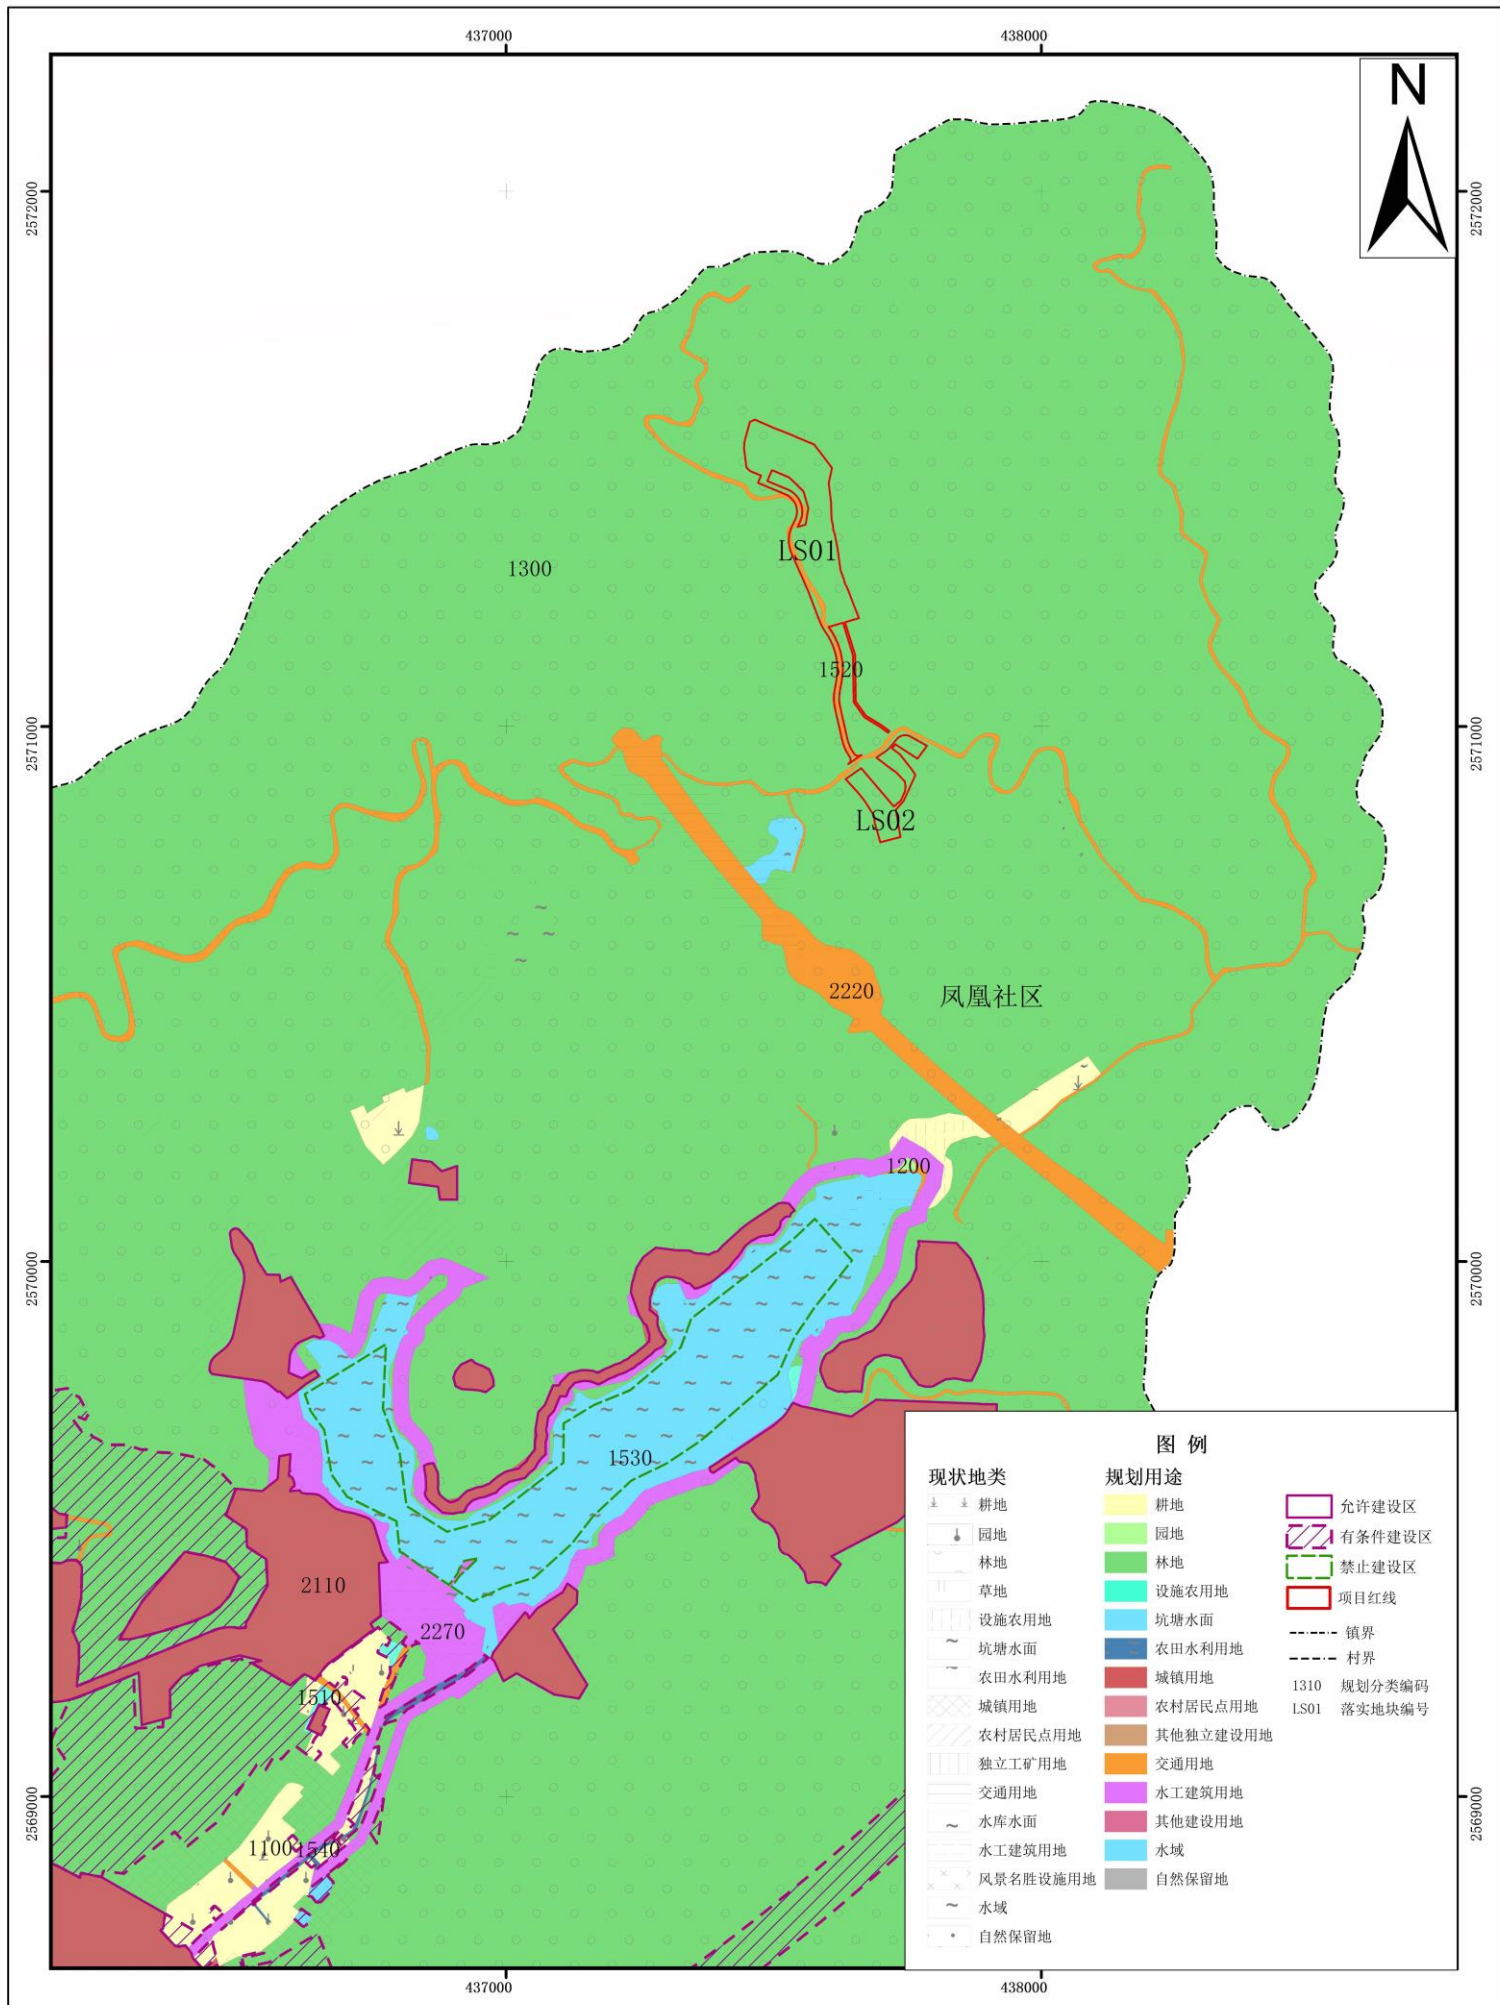 437000
438000
N
2572000
2572000
LS01
1300
1520
2571000
2571000
LS02
2220
凤凰社区
1200
2570000
2570000
1530
2110
2270
1510
2569000
2569000
1100
1540
437000
438000
图 例
现状地类
耕地
园地
林地
草地
设施农用地
坑塘水面
农田水利用地
城镇用地
农村居民点用地
独立工矿用地
交通用地
水库水面
水工建筑用地
风景名胜设施用地
水域
自然保留地
规划用途
耕地
园地
林地
设施农用地
坑塘水面
农田水利用地
城镇用地
农村居民点用地
其他独立建设用地
交通用地
水工建筑用地
其他建设用地
水域
自然保留地
允许建设区
有条件建设区
禁止建设区
项目红线
镇界
村界
1310 规划分类编码
LS01 落实地块编号